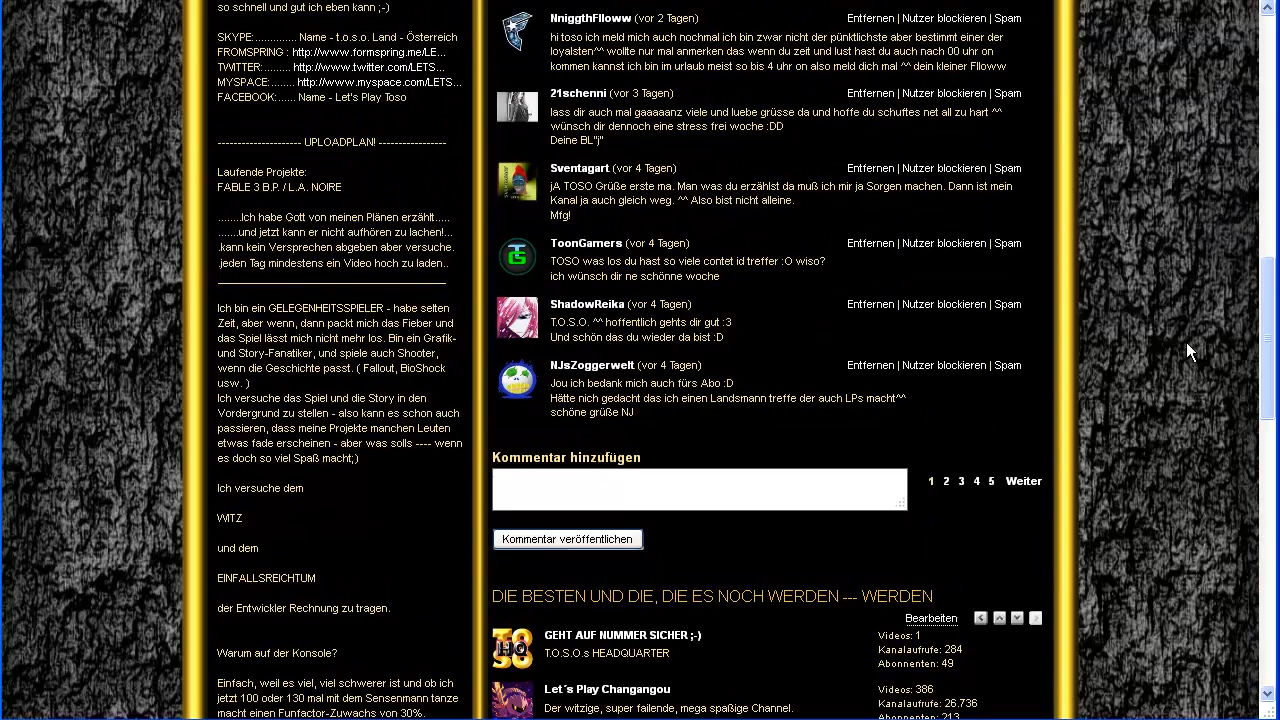 so schnell und gut ich eben kann ;-)
SKYPE:............. Name - t.o.s.o. Land - Österreich
FROMSPRING : http://www.formspring.me/LE...
TWITTER:......... http://www.twitter.com/LETS...
MYSPACE:........ http://www.myspace.com/LETS...
FACEBOOK:...... Name - Let's Play Toso
--------------------- UPLOADPLAN! -----------------
Laufende Projekte:
FABLE 3 B.P. / L.A. NOIRE
........Ich habe Gott von meinen Plänen erzählt.....
.......und jetzt kann er nicht aufhören zu lachen!...
.kann kein Versprechen abgeben aber versuche.
.jeden Tag mindestens ein Video hoch zu laden..
Ich bin ein GELEGENHEITSSPIELER - habe selten
Zeit, aber wenn, dann packt mich das Fieber und
das Spiel lässt mich nicht mehr los. Bin ein Grafik-
und Story-Fanatiker, und spiele auch Shooter,
wenn die Geschichte passt. ( Fallout, BioShock
usw. )
Ich versuche das Spiel und die Story in den
Vordergrund zu stellen - also kann es schon auch
passieren, dass meine Projekte manchen Leuten
etwas fade erscheinen - aber was solls ---- wenn
es doch so viel Spaß macht;)
Ich versuche dem
WITZ
und dem
EINFALLSREICHTUM
der Entwickler Rechnung zu tragen.
Warum auf der Konsole?
Einfach, weil es viel, viel schwerer ist und ob ich
jetzt 100 oder 130 mal mit dem Sensenmann tanze
macht einen Funfactor-Zuwachs von 30%.
NniggthFlloww (vor 2 Tagen) Entfernen | Nutzer blockieren | Spam
hi toso ich meld mich auch nochmal ich bin zwar nicht der pünktlichste aber bestimmt einer der
loyalsten^^ wollte nur mal anmerken das wenn du zeit und lust hast du auch nach 00 uhr on
kommen kannst ich bin im urlaub meist so bis 4 uhr on also meld dich mal ^^ dein kleiner Flloww
21schenni (vor 3 Tagen) Entfernen | Nutzer blockieren | Spam
lass dir auch mal gaaaanz viele und luebe grüsse da und hoffe du schuftes net all zu hart ^^
wünsch dir dennoch eine stress frei woche :DD
Deine BL"j"
Sventagart (vor 4 Tagen) Entfernen | Nutzer blockieren | Spam
jA TOSO Grüße erste ma. Man was du erzählst da muß ich mir ja Sorgen machen. Dann ist mein
Kanal ja auch gleich weg. ^^ Also bist nicht alleine.
Mfg!
ToonGamers (vor 4 Tagen) Entfernen | Nutzer blockieren | Spam
TOSO was los du hast so viele contet id treffer :O wiso?
ich wünsch dir ne schönne woche
ShadowReika (vor 4 Tagen) Entfernen | Nutzer blockieren | Spam
T.O.S.O. ^^ hoffentlich gehts dir gut :3
Und schön das du wieder da bist :D
NJsZoggerwelt (vor 4 Tagen) Entfernen | Nutzer blockieren | Spam
Jou ich bedank mich auch fürs Abo :D
Hätte nich gedacht das ich einen Landsmann treffe der auch LPs macht^^
schöne grüße NJ
Kommentar hinzufügen
1 2 3 4 5 Weiter
Kommentar veröffentlichen
DIE BESTEN UND DIE, DIE ES NOCH WERDEN --- WERDEN
Bearbeiten
GEHT AUF NUMMER SICHER ;-)
T.O.S.O.s HEADQUARTER
Videos: 1
Kanalaufrufe: 284
Abonnenten: 49
Let´s Play Changangou
Der witzige, super failende, mega spaßige Channel.
Videos: 386
Kanalaufrufe: 26.736
Abonnenten: 213